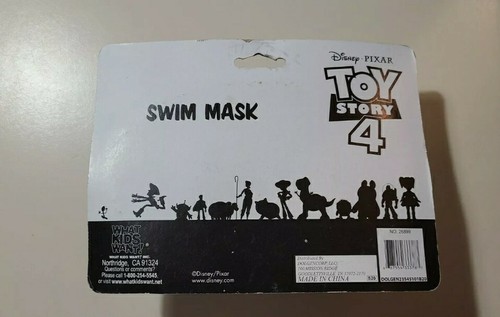 Disney · PIXAR
TOY
STORY
4
SWIM MASK
WHAT
KIDS
WANT!
WHAT KIDS WANT! INC.
Northridge, CA 91324
Questions or comments?
Please call 1-800-254-5545.
or visit www.whatkidswant.net
©Disney/Pixar
www.disney.com
Distributed By
MADE IN CHINA